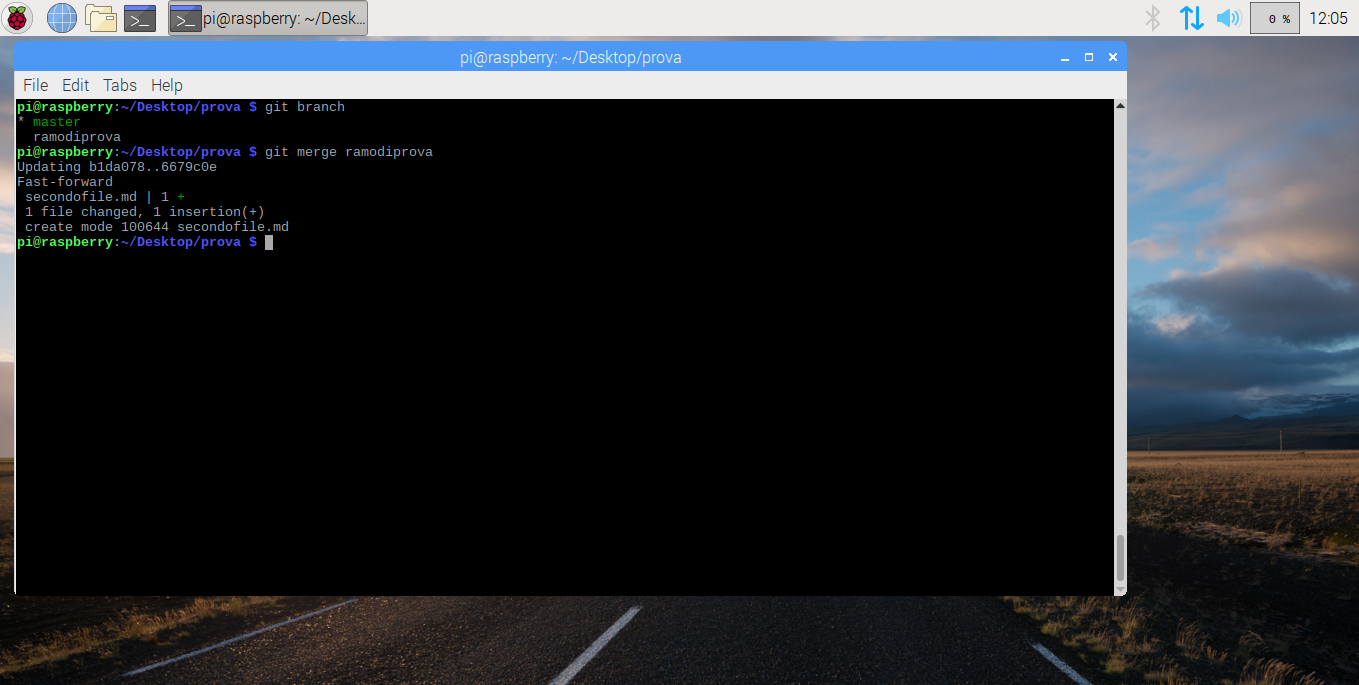 pi@raspberry: ~/Desk...
0 %
12:05
pi@raspberry: ~/Desktop/prova
File Edit Tabs Help
pi@raspberry:~/Desktop/prova $ git branch
* master
  ramodiprova
pi@raspberry:~/Desktop/prova $ git merge ramodiprova
Updating b1da078..6679c0e
Fast-forward
 secondofile.md | 1 +
 1 file changed, 1 insertion(+)
 create mode 100644 secondofile.md
pi@raspberry:~/Desktop/prova $